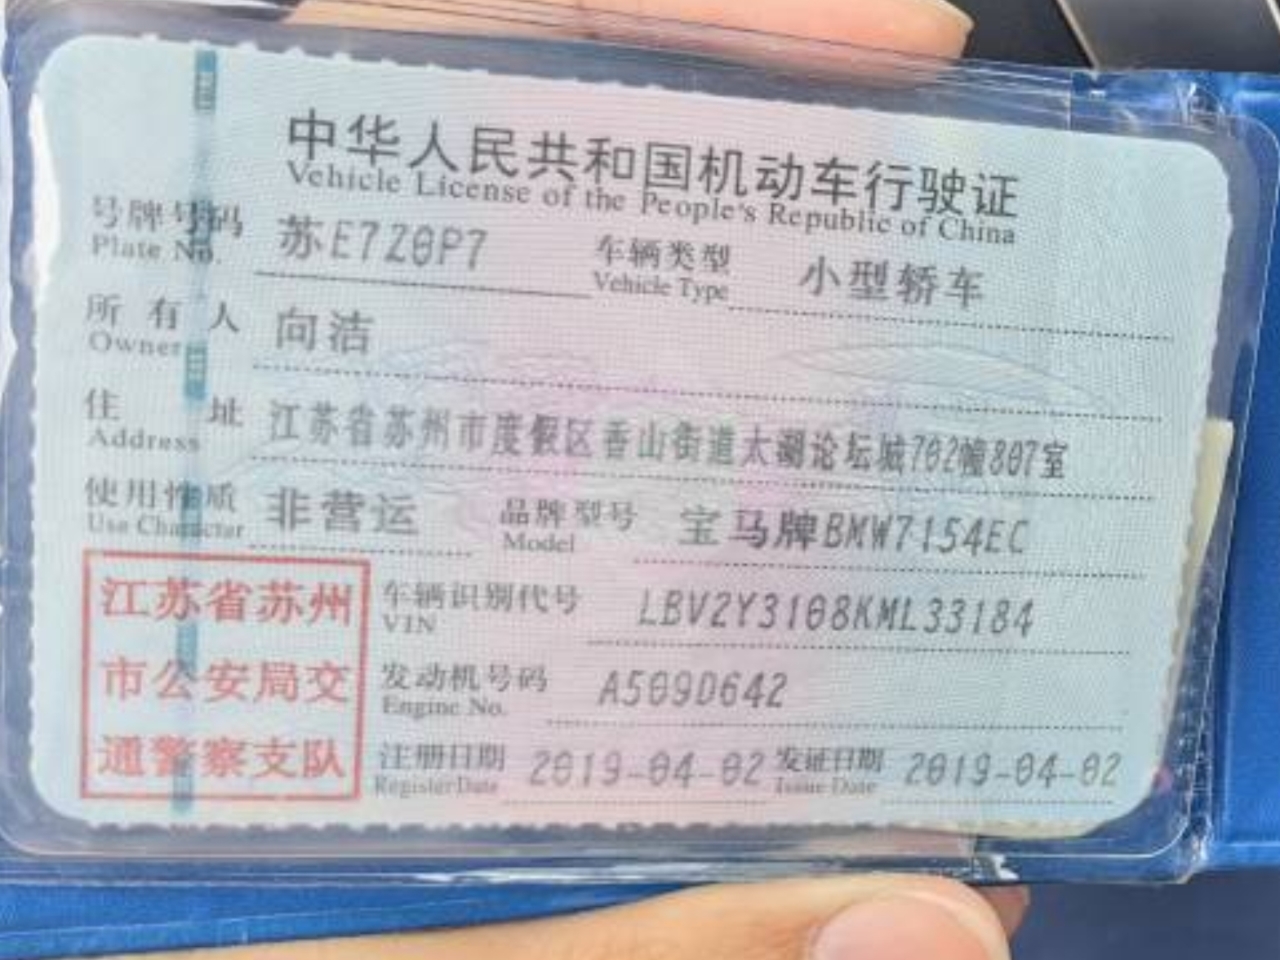 中华人民共和国机动车行驶证
Vehicle License of the People's Republic of China
号牌号码 苏E7Z0P7 车辆类型 小型轿车
Plate No. Vehicle Type
所有人 向洁
Owner
住址 江苏省苏州市度假区香山街道太湖论坛城702幢807室
Address
使用性质 非营运 品牌型号 宝马牌BMW7154EC
Use Character Model
江苏省苏州
市公安局交
通警察支队
车辆识别代号 LBV2Y3108KML33184
VIN
发动机号码 A509D642
Engine No.
注册日期 2019-04-02 发证日期 2019-04-02
Register Date Issue Date